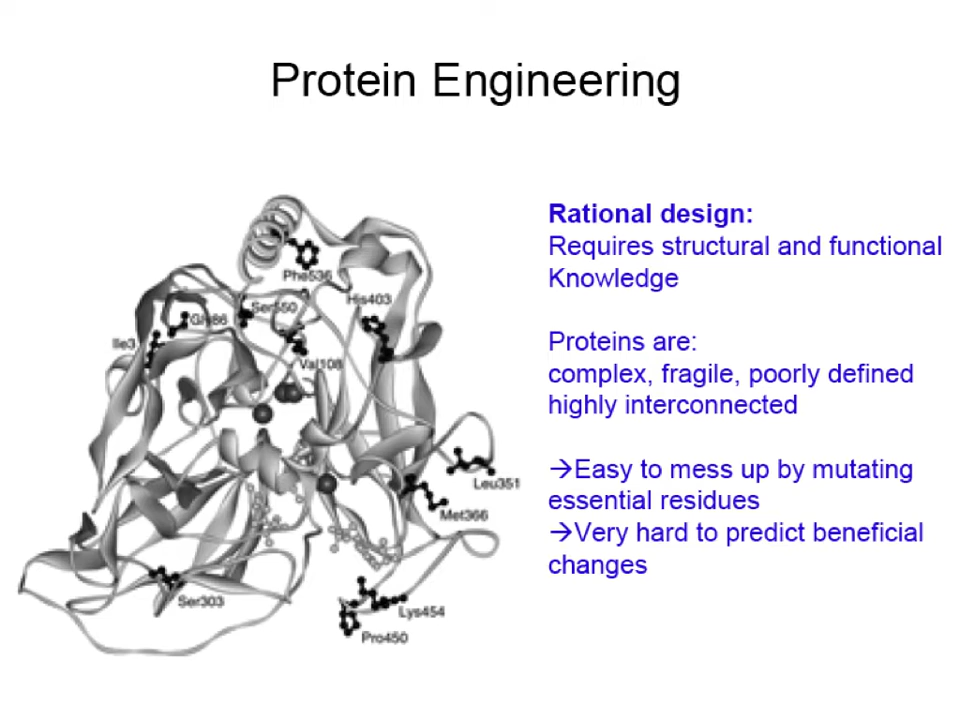 Protein Engineering
Rational design:
Requires structural and functional
Knowledge
Proteins are:
complex, fragile, poorly defined
highly interconnected
→Easy to mess up by mutating
essential residues
→Very hard to predict beneficial
changes
Phe536
Ser550
His403
Gly86
Ile3
Val108
Leu351
Met366
Ser303
Lys454
Pro450